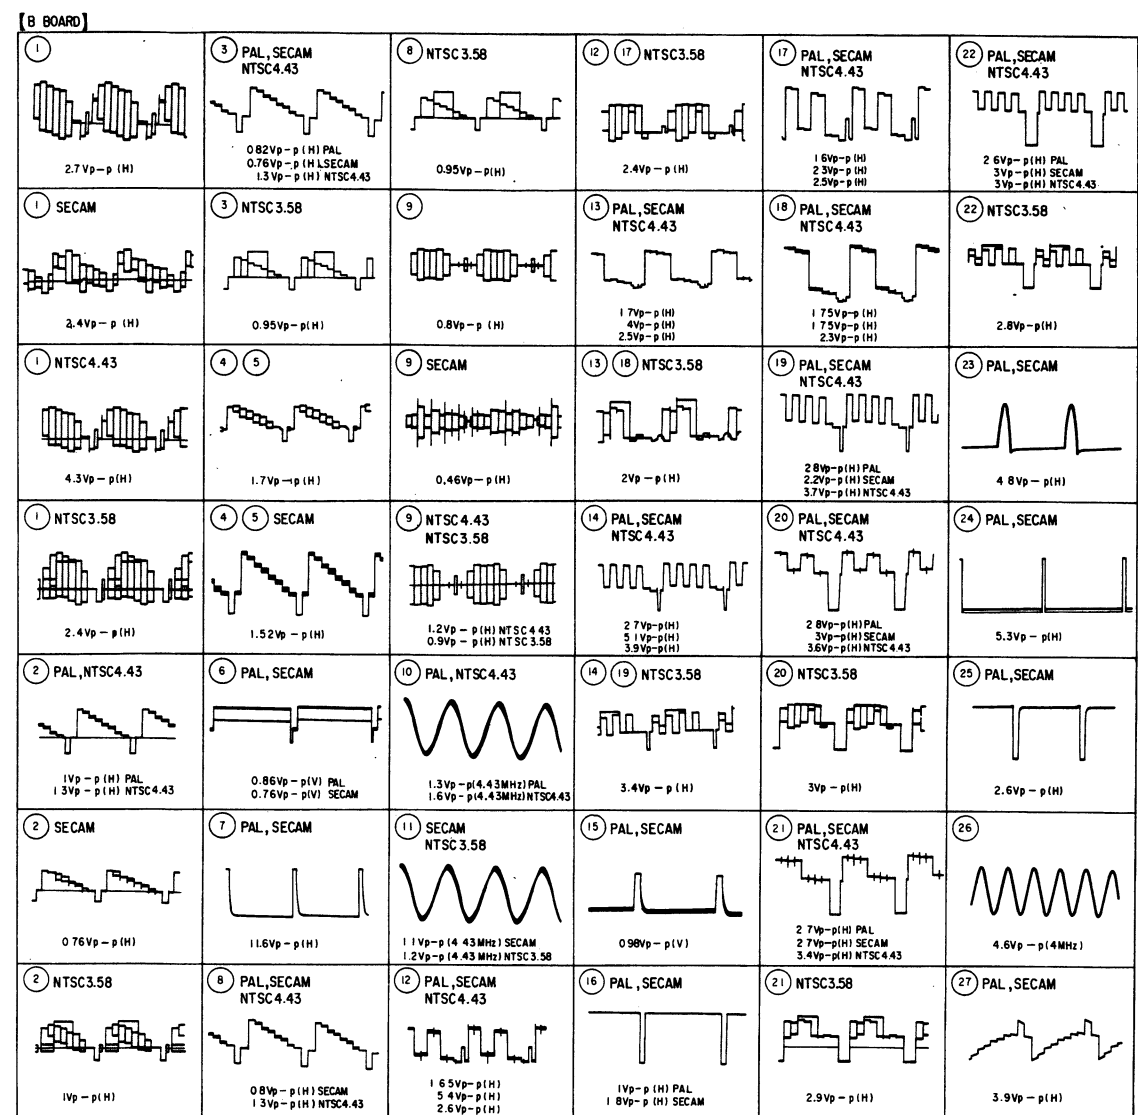 [B BOARD]
1
2.7Vp-p (H)
3 PAL,SECAM
NTSC4.43
0.82Vp-p (H) PAL
0.76Vp-p (H) SECAM
1.3Vp-p (H) NTSC4.43
8 NTSC3.58
0.95Vp-p(H)
12 17 NTSC3.58
2.4Vp-p(H)
17 PAL,SECAM
NTSC4.43
1 6Vp-p(H)
2 3Vp-p(H)
2.5Vp-p(H)
22 PAL,SECAM
NTSC4.43
2 6Vp-p(H) PAL
3Vp-p(H) SECAM
3Vp-p(H) NTSC4.43
1 SECAM
2.4Vp-p (H)
3 NTSC3.58
0.95Vp-p(H)
9
0.8Vp-p (H)
13 PAL,SECAM
NTSC4.43
1 7Vp-p(H)
4Vp-p(H)
2.5Vp-p(H)
18 PAL,SECAM
NTSC4.43
1 75Vp-p(H)
1 75Vp-p(H)
2.3Vp-p(H)
22 NTSC3.58
2.8Vp-p(H)
1 NTSC4.43
4.3Vp-p(H)
4 5
1.7Vp-p(H)
9 SECAM
0.46Vp-p(H)
13 18 NTSC3.58
2Vp-p(H)
19 PAL,SECAM
NTSC4.43
2 8Vp-p(H) PAL
2.2Vp-p(H) SECAM
3.7Vp-p(H) NTSC4.43
23 PAL,SECAM
4 8Vp-p(H)
1 NTSC3.58
2.4Vp-p(H)
4 5 SECAM
1.52Vp-p(H)
9 NTSC4.43
NTSC3.58
1.2Vp-p(H) NTSC4 43
0.9Vp-p(H) NTSC3.58
14 PAL,SECAM
NTSC4.43
2 7Vp-p(H)
5 1Vp-p(H)
3.9Vp-p(H)
20 PAL,SECAM
NTSC4.43
2 8Vp-p(H) PAL
3Vp-p(H) SECAM
3.6Vp-p(H) NTSC4.43
24 PAL,SECAM
5.3Vp-p(H)
2 PAL,NTSC4.43
1Vp-p(H) PAL
1 3Vp-p(H) NTSC4.43
6 PAL,SECAM
0.86Vp-p(V) PAL
0.76Vp-p(V) SECAM
10 PAL,NTSC4.43
1.3Vp-p(4.43MHz) PAL
1.6Vp-p(4.43MHz) NTSC4.43
14 19 NTSC3.58
3.4Vp-p(H)
20 NTSC3.58
3Vp-p(H)
25 PAL,SECAM
2.6Vp-p(H)
2 SECAM
0 76Vp-p(H)
7 PAL,SECAM
11.6Vp-p(H)
11 SECAM
NTSC3.58
1 1Vp-p(4 43MHz) SECAM
1.2Vp-p(4.43MHz) NTSC3.58
15 PAL,SECAM
0 98Vp-p(V)
21 PAL,SECAM
NTSC4.43
2 7Vp-p(H) PAL
2 7Vp-p(H) SECAM
3.4Vp-p(H) NTSC4.43
26
4.6Vp-p(4MHz)
2 NTSC3.58
1Vp-p(H)
8 PAL,SECAM
NTSC4.43
0 8Vp-p(H) SECAM
1 3Vp-p(H) NTSC4.43
12 PAL,SECAM
NTSC4.43
1 65Vp-p(H)
5 4Vp-p(H)
2.6Vp-p(H)
16 PAL,SECAM
1Vp-p(H) PAL
1 8Vp-p(H) SECAM
21 NTSC3.58
2.9Vp-p(H)
27 PAL,SECAM
3.9Vp-p(H)